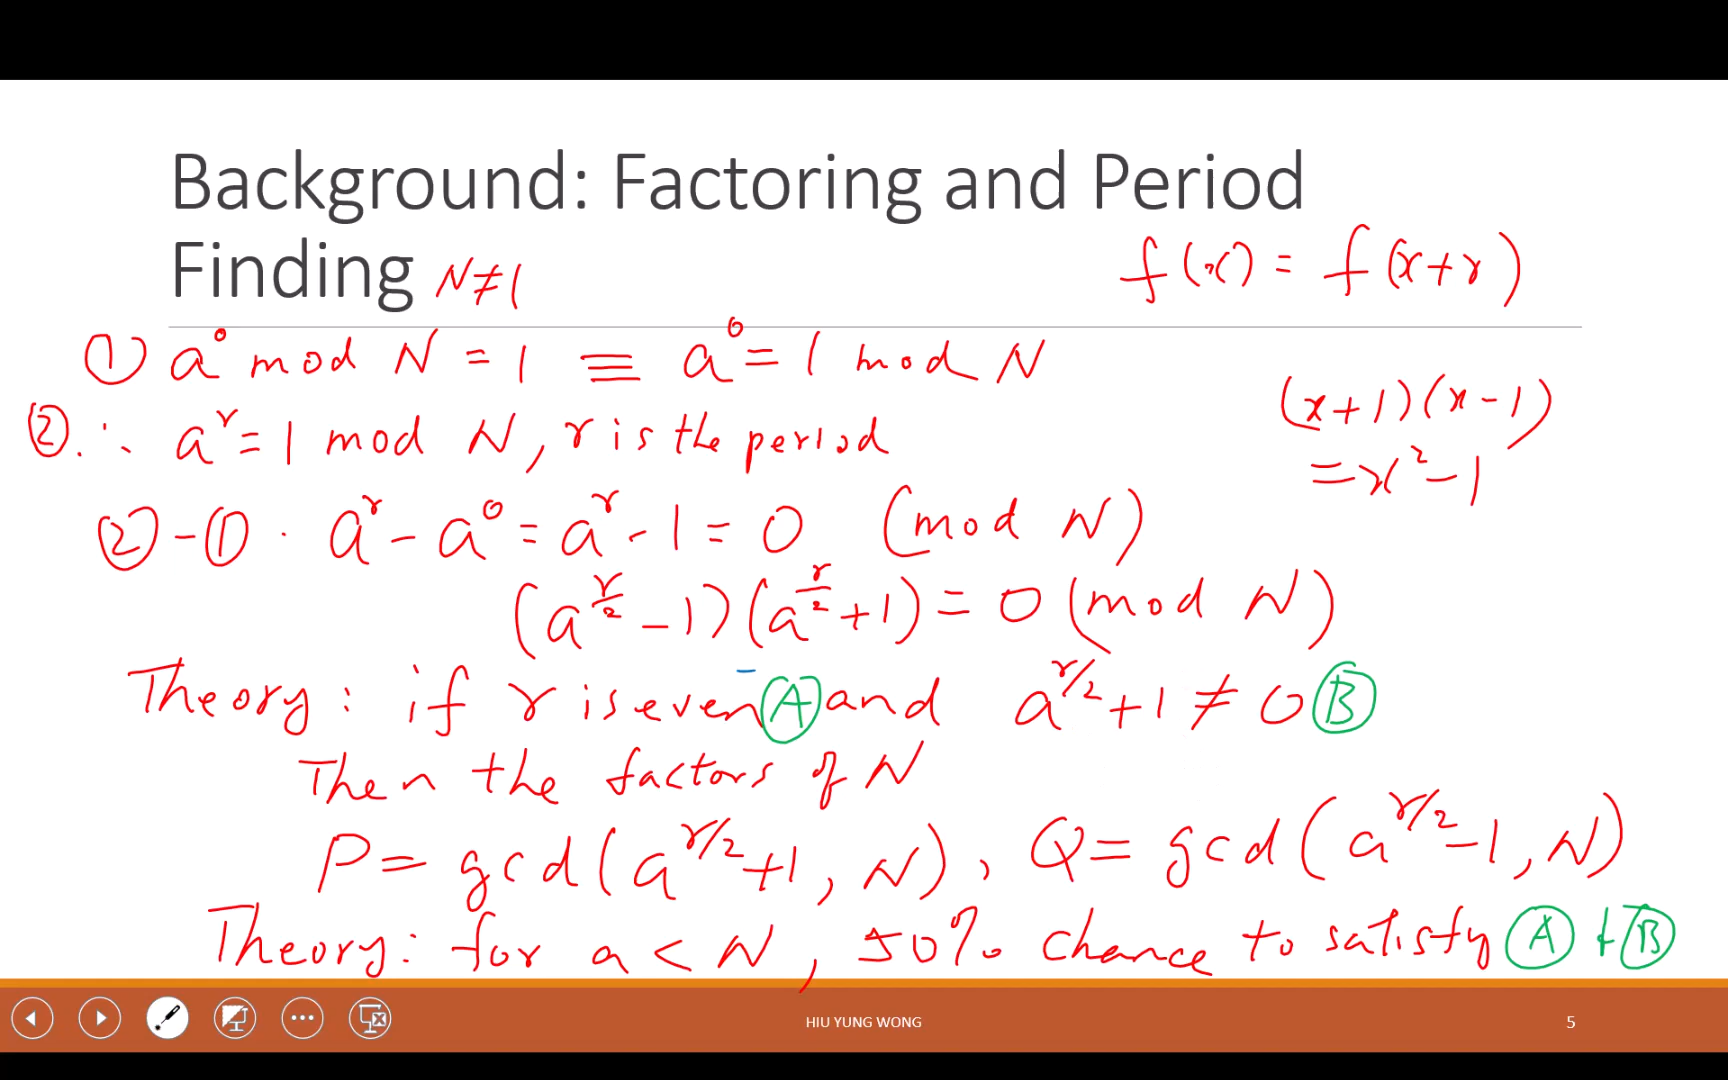 Background: Factoring and Period
Finding N≠1
f(x) = f(x+r)
① a⁰ mod N = 1 ≡ a⁰ = 1 mod N
②. ∴ aʳ = 1 mod N, r is the period
(x+1)(x-1)
= x² - 1
② - ① · aʳ - a⁰ = aʳ - 1 = 0 (mod N)
(a^(r/2) - 1)(a^(r/2) + 1) = 0 (mod N)
Theory: if r is even Ⓐ and a^(r/2) + 1 ≠ 0 Ⓑ
Then the factors of N
P = gcd(a^(r/2) + 1, N), Q = gcd(a^(r/2) - 1, N)
Theory: for a < N, 50% chance to satisfy Ⓐ + Ⓑ
HIU YUNG WONG
5